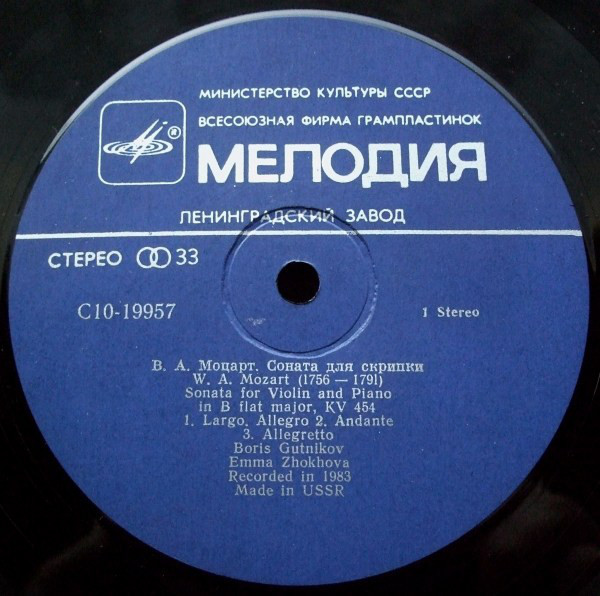 МИНИСТЕРСТВО КУЛЬТУРЫ СССР
ВСЕСОЮЗНАЯ ФИРМА ГРАМПЛАСТИНОК
®
МЕЛОДИЯ
ЛЕНИНГРАДСКИЙ ЗАВОД
СТЕРЕО 33
С10-19957
1 Stereo
В. А. Моцарт. Соната для скрипки
W. A. Mozart (1756 — 1791)
Sonata for Violin and Piano
in B flat major, KV 454
1. Largo. Allegro 2. Andante
3. Allegretto
Boris Gutnikov
Emma Zhokhova
Recorded in 1983
Made in USSR